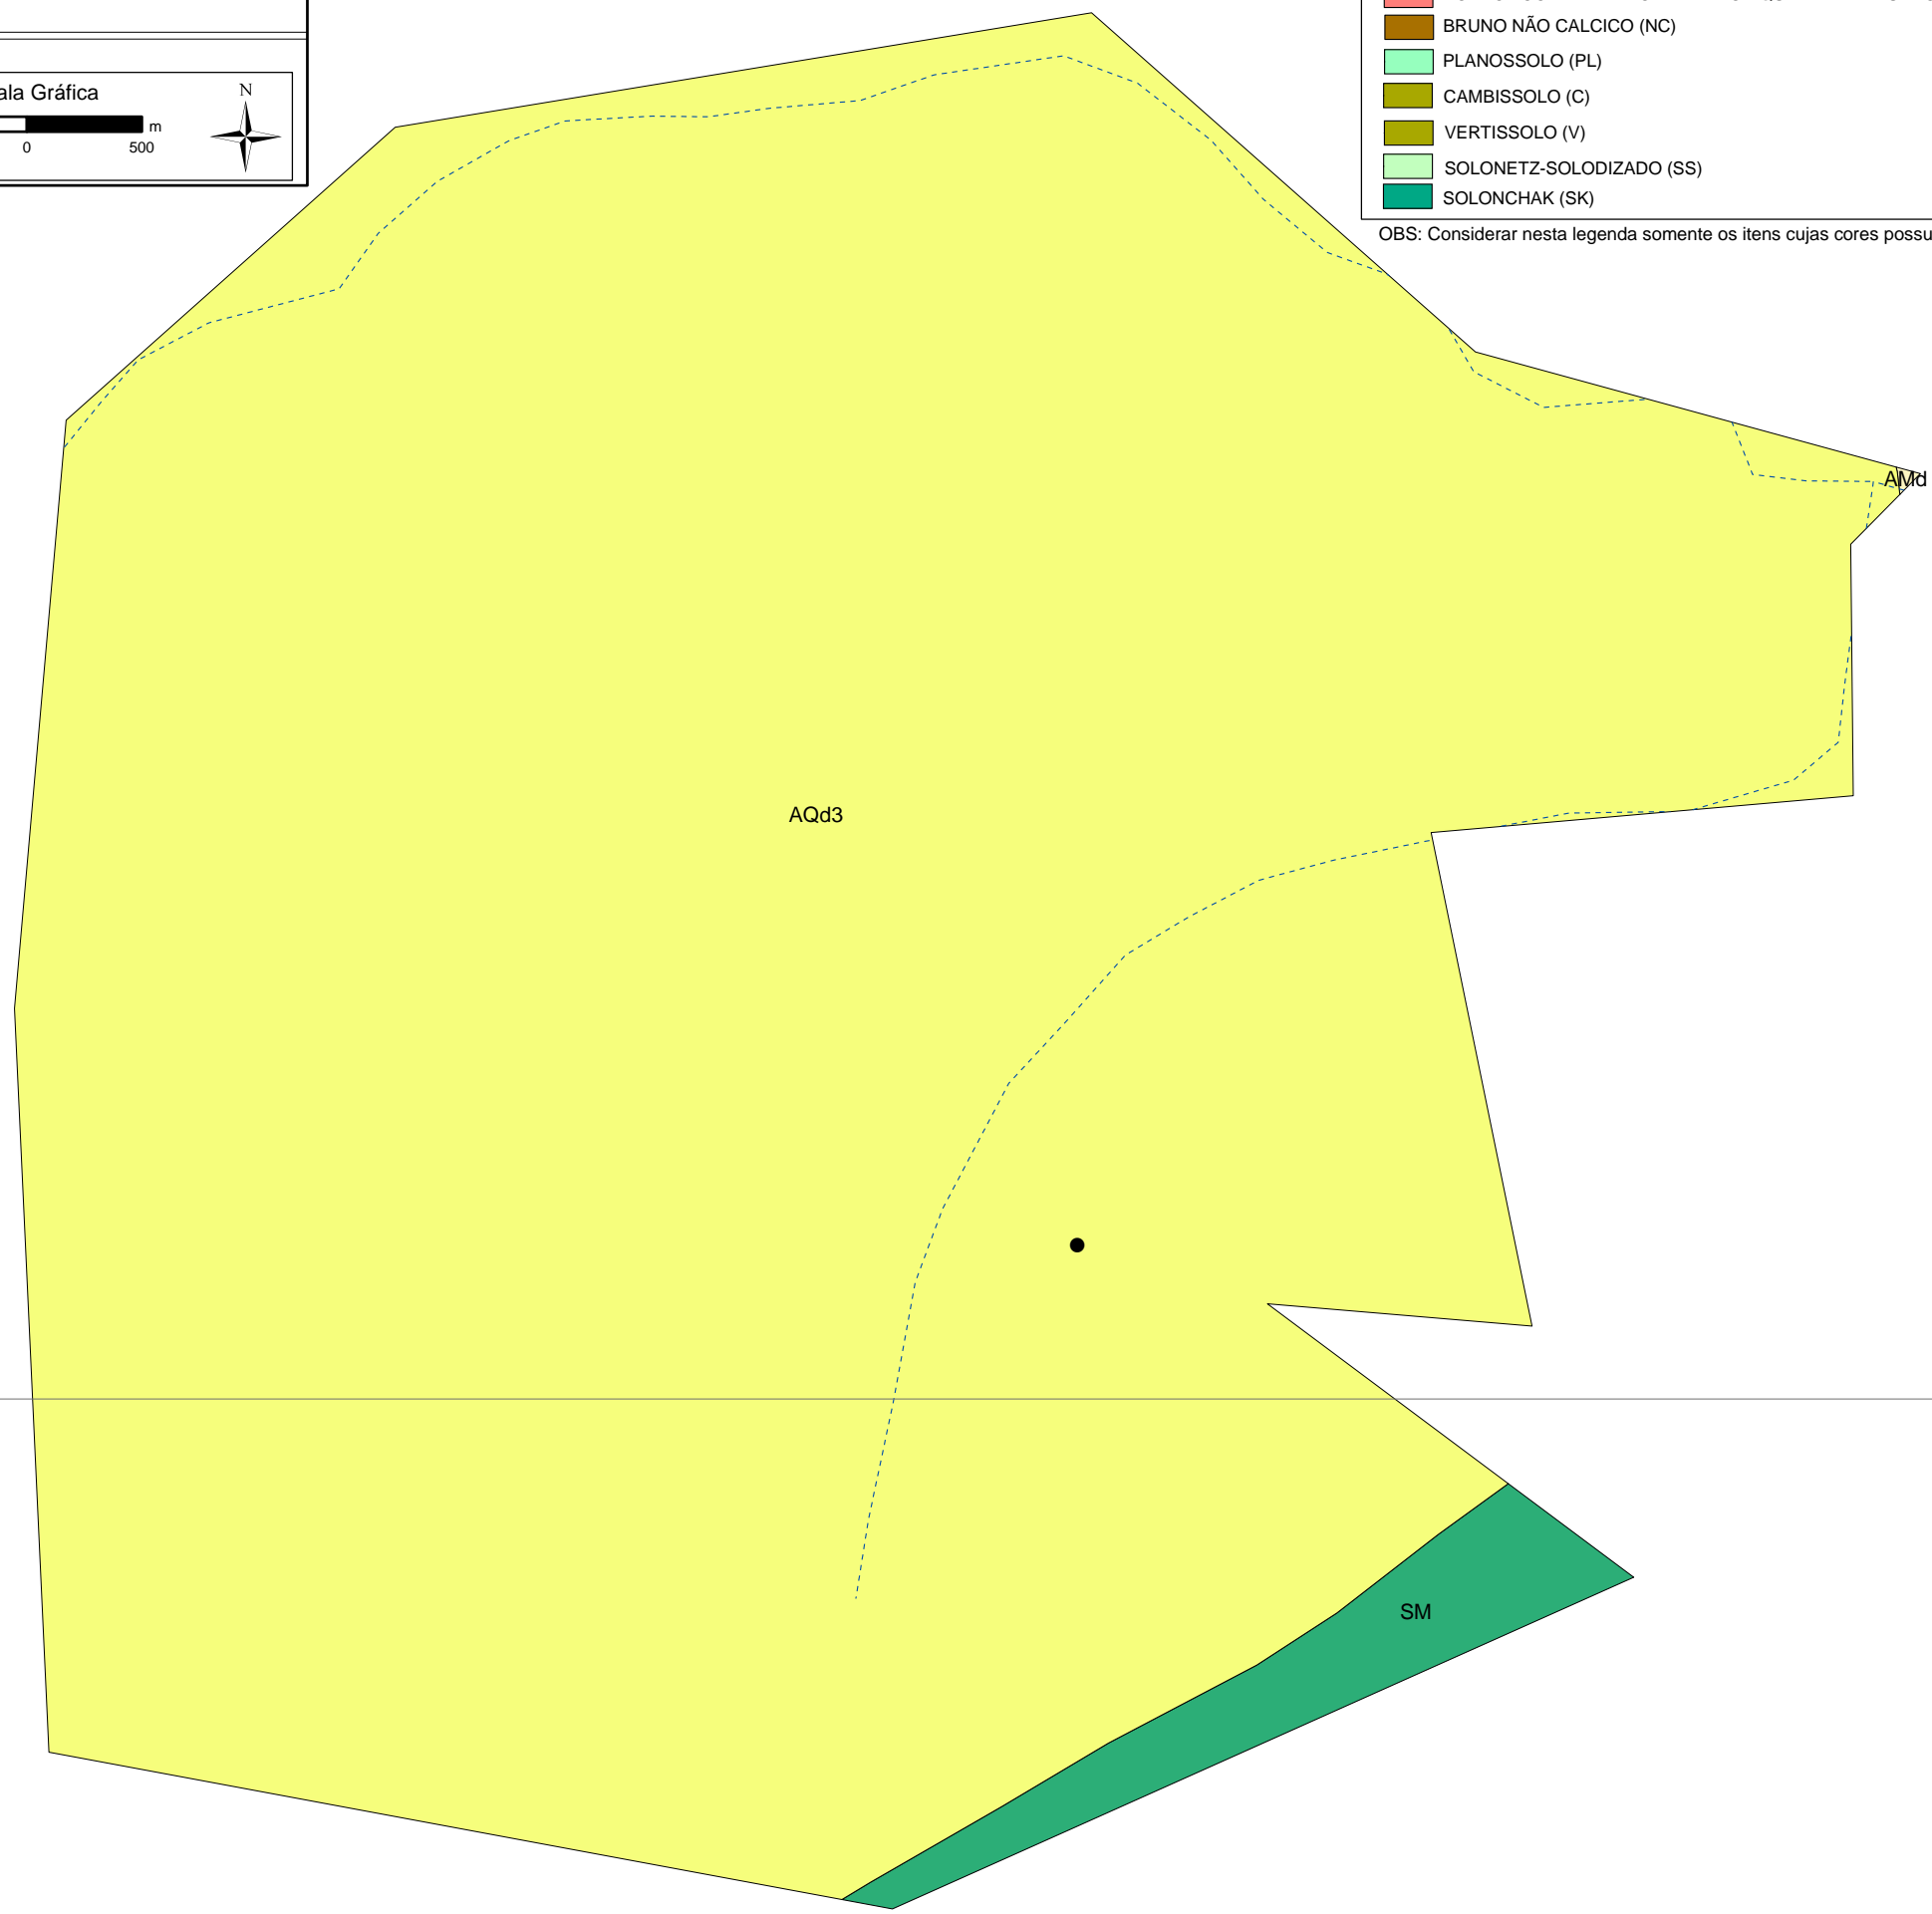 BRUNO NÃO CALCICO (NC)
PLANOSSOLO (PL)
CAMBISSOLO (C)
VERTISSOLO (V)
SOLONETZ-SOLODIZADO (SS)
SOLONCHAK (SK)
OBS: Considerar nesta legenda somente os itens cujas cores possu
ala Gráfica
N
m
0 500
AMd
AQd3
SM